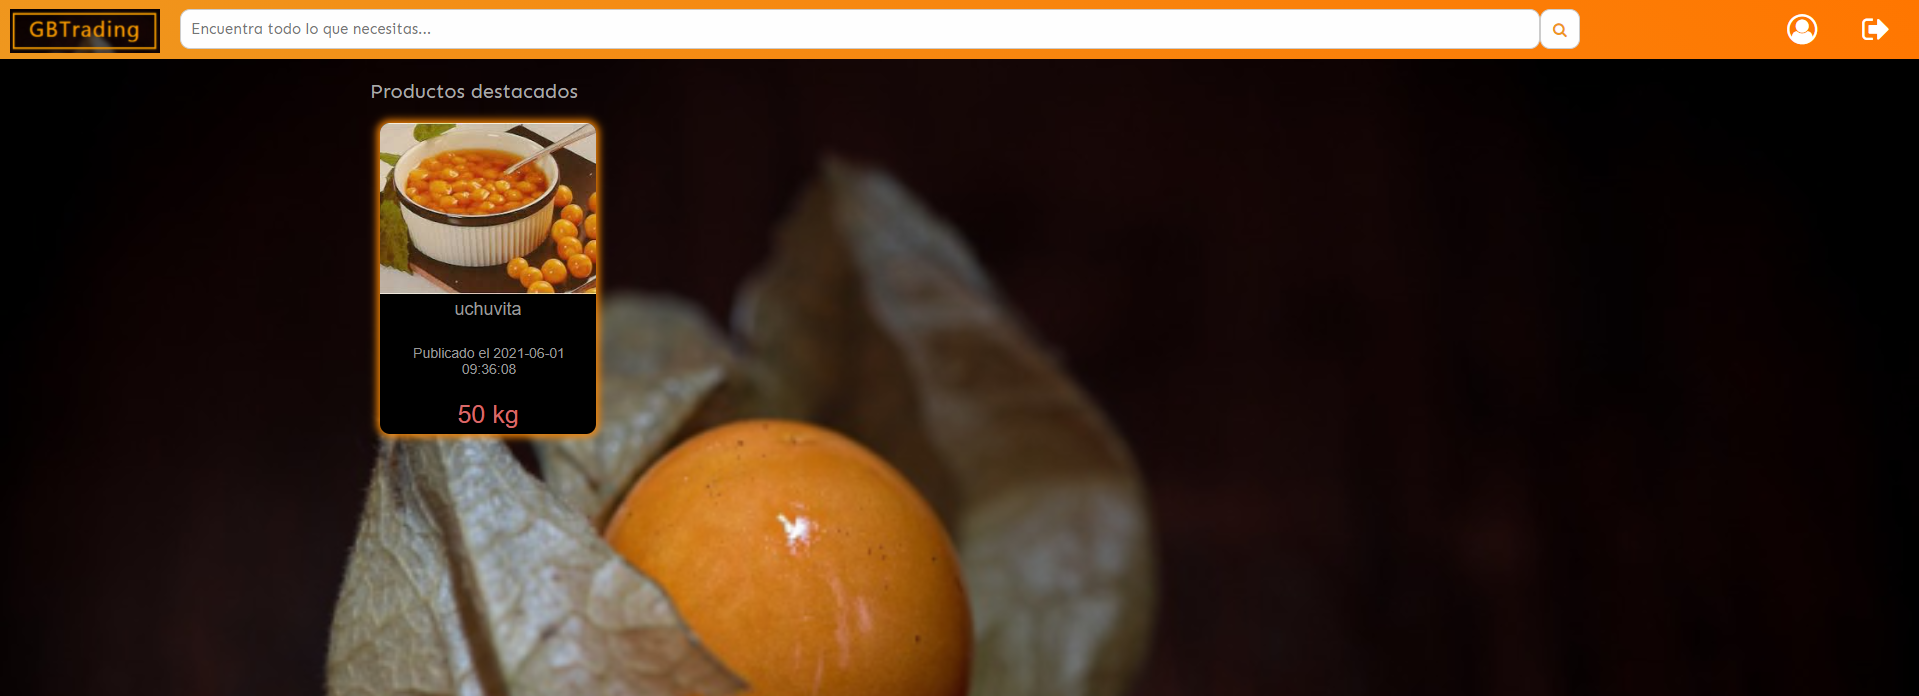 GBTrading
Encuentra todo lo que necesitas...
Productos destacados
uchuvita
Publicado el 2021-06-01
09:36:08
50 kg